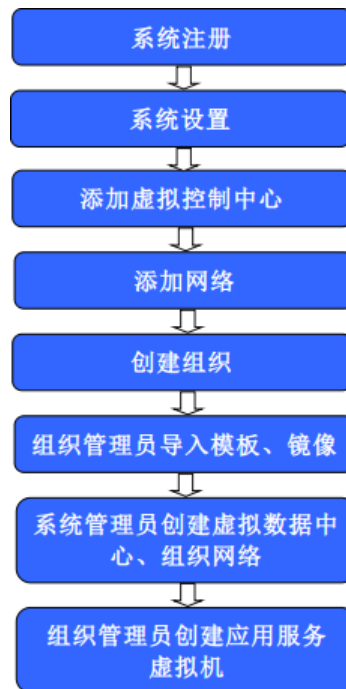 系统注册
系统设置
添加虚拟控制中心
添加网络
创建组织
组织管理员导入模板、镜像
系统管理员创建虚拟数据中
心、组织网络
组织管理员创建应用服务
虚拟机